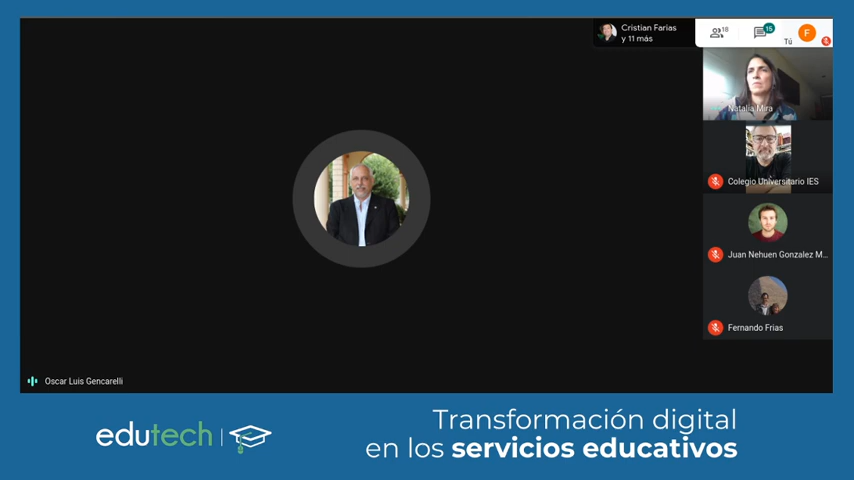 Cristian Farias
y 11 más
18
15
Tú
F
Natalia Mira
Colegio Universitario IES
Juan Nehuen Gonzalez M...
Fernando Frias
Oscar Luis Gencarelli
edutech
Transformación digital
en los servicios educativos